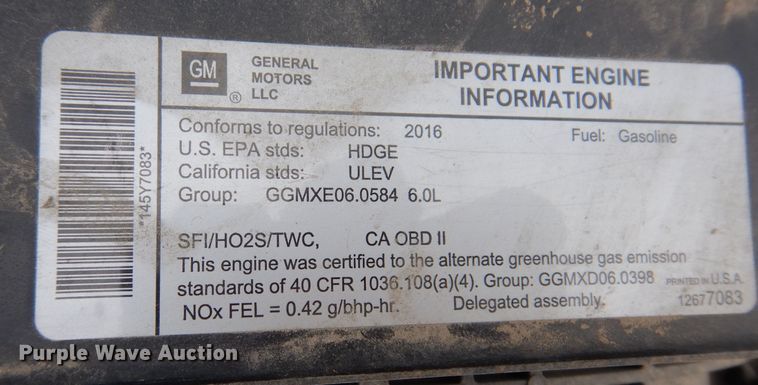 GM ®
GENERAL
MOTORS
LLC
IMPORTANT ENGINE
INFORMATION
*145Y7083*
Conforms to regulations: 2016 Fuel: Gasoline
U.S. EPA stds: HDGE
California stds: ULEV
Group: GGMXE06.0584 6.0L
SFI/HO2S/TWC, CA OBD II
This engine was certified to the alternate greenhouse gas emission
standards of 40 CFR 1036.108(a)(4). Group: GGMXD06.0398 PRINTED IN U.S.A.
NOx FEL = 0.42 g/bhp-hr. Delegated assembly. 12677083
Purple Wave Auction